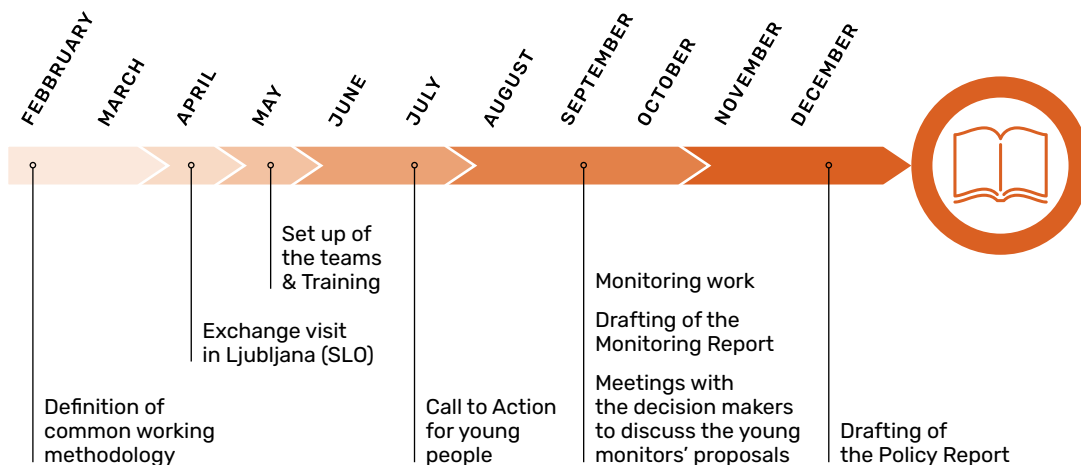 FEBBRUARY
MARCH
APRIL
MAY
JUNE
JULY
AUGUST
SEPTEMBER
OCTOBER
NOVEMBER
DECEMBER
Definition of
common working
methodology
Exchange visit
in Ljubljana (SLO)
Set up of
the teams
& Training
Call to Action
for young
people
Monitoring work
Drafting of the
Monitoring Report
Meetings with
the decision makers
to discuss the young
monitors’ proposals
Drafting of
the Policy Report